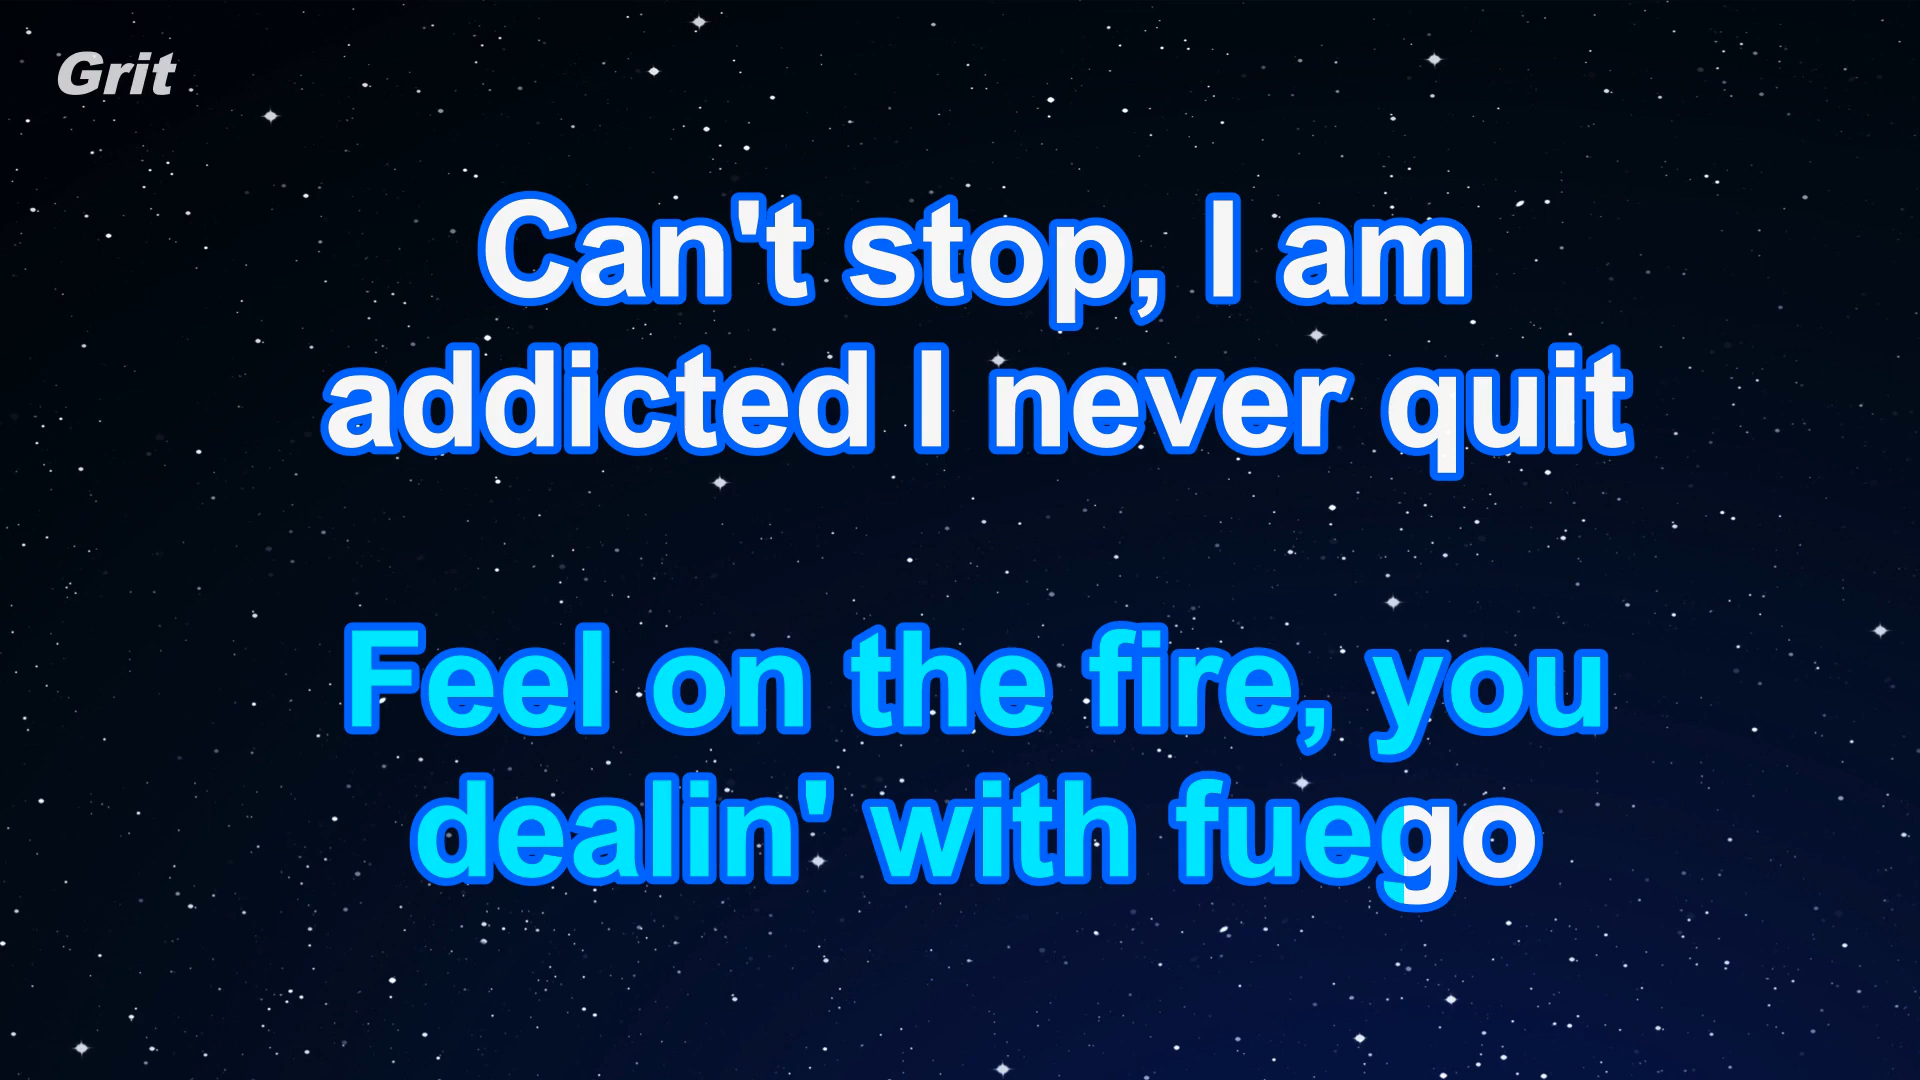 Grit
Can't stop, I am
addicted I never quit
Feel on the fire, you
dealin' with fuego